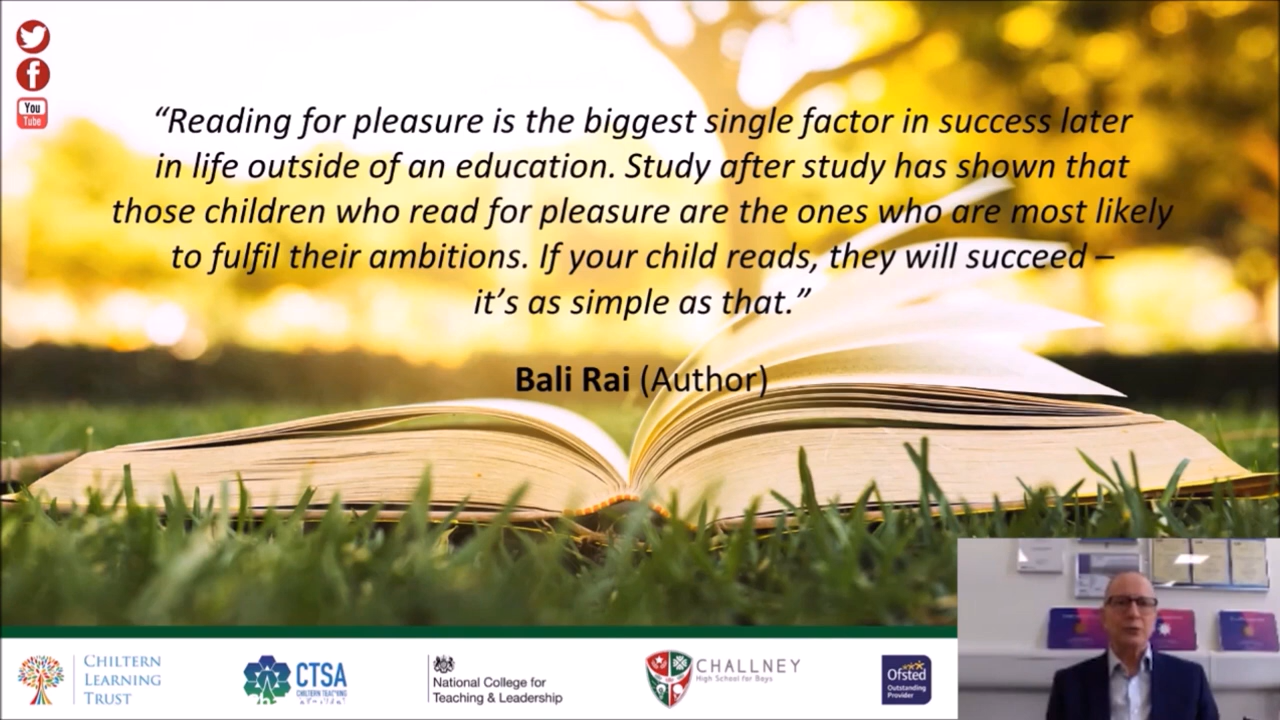 You
Tube
“Reading for pleasure is the biggest single factor in success later
in life outside of an education. Study after study has shown that
those children who read for pleasure are the ones who are most likely
to fulfil their ambitions. If your child reads, they will succeed –
it’s as simple as that.”
Bali Rai (Author)
CHILTERN
LEARNING
TRUST
CTSA
CHILTERN TEACHING
National College for
Teaching & Leadership
CHALLNEY
High School for Boys
Ofsted
Outstanding
Provider